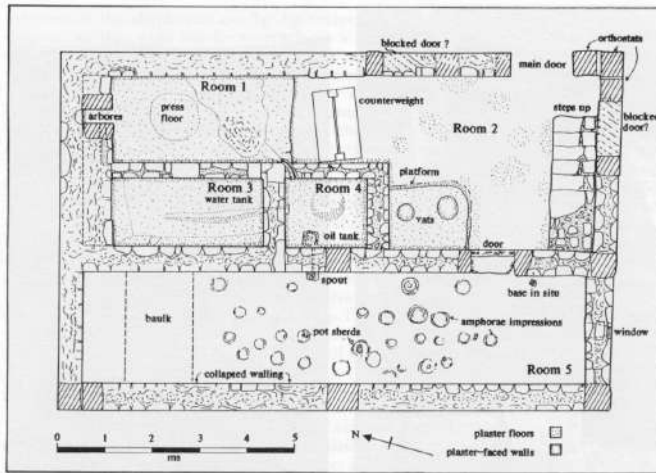 orthostats
blocked door ?
main door
Room 1
press
floor
counterweight
arbores
steps up
Room 2
blocked
door?
platform
Room 3
water tank
Room 4
vats
oil tank
door
spout
base in situ
baulk
pot sherds
amphorae impressions
window
collapsed walling
Room 5
0 1 2 3 4 5
ms
N
plaster floors
plaster-faced walls